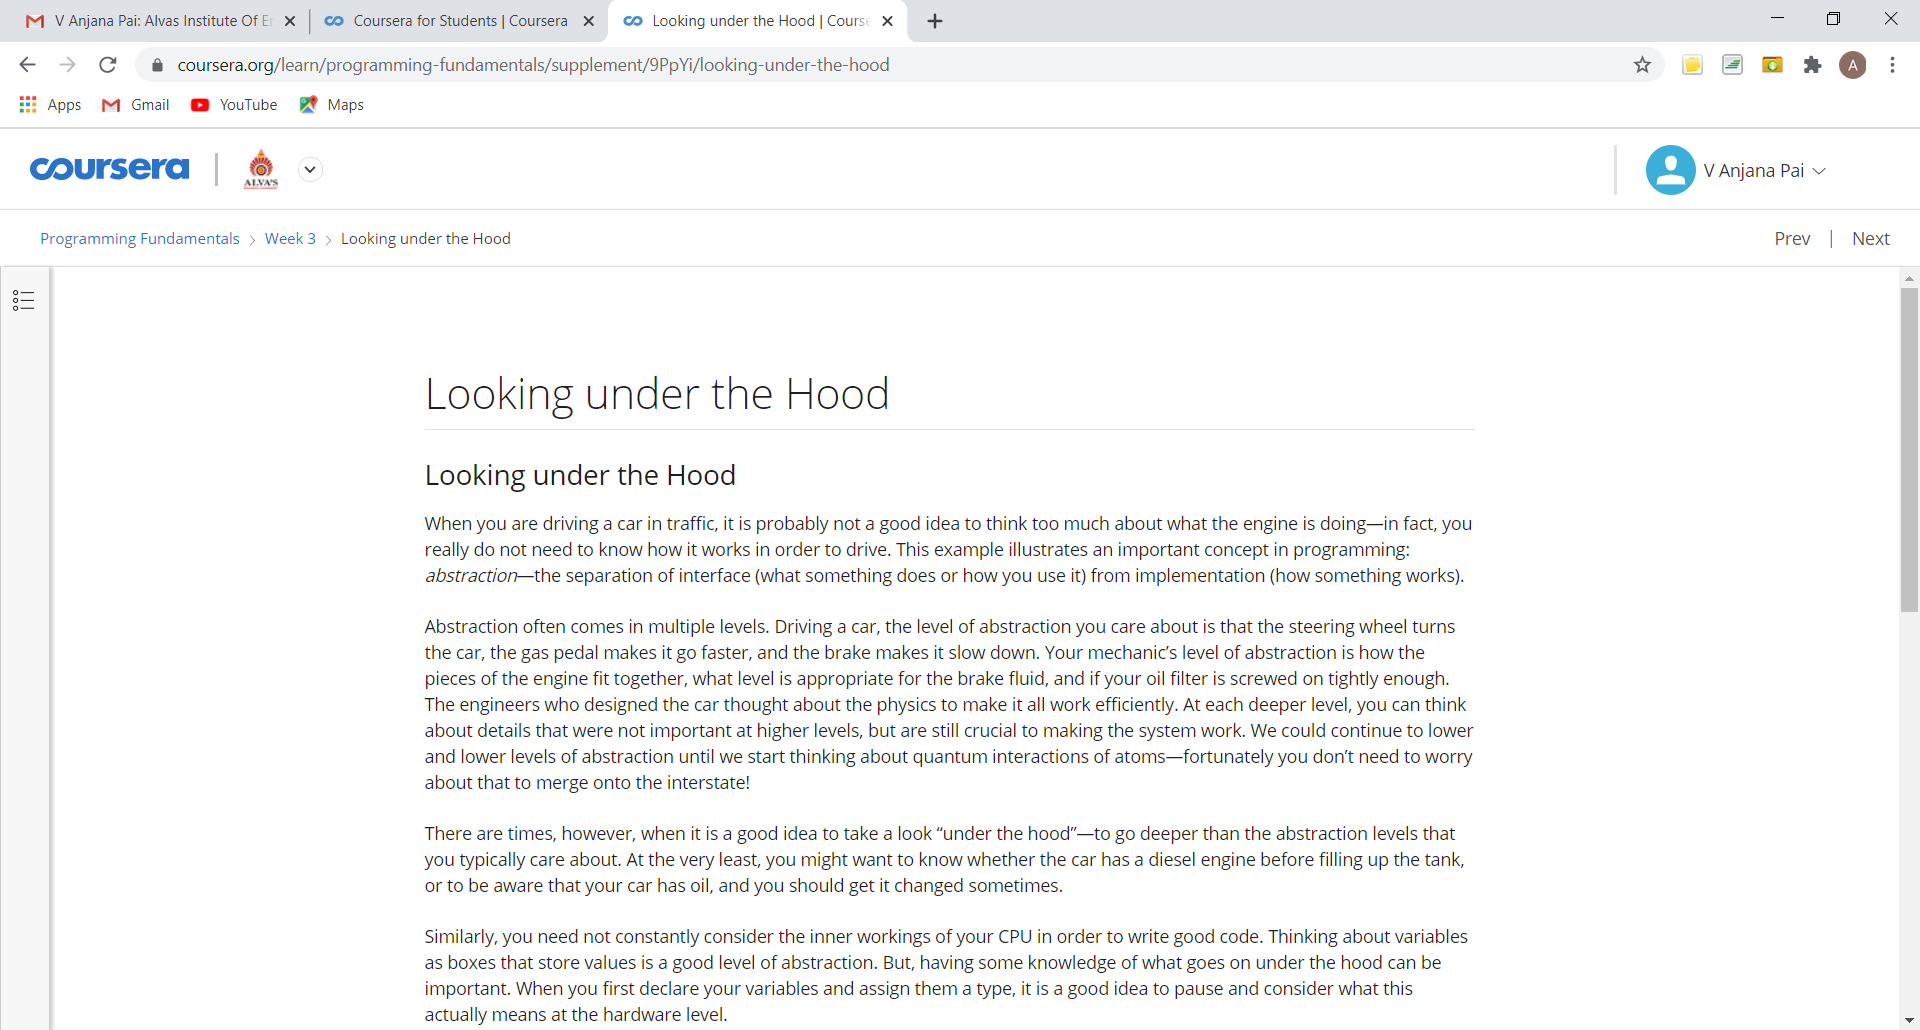 V Anjana Pai: Alvas Institute Of E
Coursera for Students | Coursera
Looking under the Hood | Course
coursera.org/learn/programming-fundamentals/supplement/9PpYi/looking-under-the-hood
A
Apps
Gmail
YouTube
Maps
coursera
ALVA'S
V Anjana Pai
Programming Fundamentals > Week 3 > Looking under the Hood
Prev | Next
Looking under the Hood
Looking under the Hood
When you are driving a car in traffic, it is probably not a good idea to think too much about what the engine is doing—in fact, you
really do not need to know how it works in order to drive. This example illustrates an important concept in programming:
abstraction—the separation of interface (what something does or how you use it) from implementation (how something works).
Abstraction often comes in multiple levels. Driving a car, the level of abstraction you care about is that the steering wheel turns
the car, the gas pedal makes it go faster, and the brake makes it slow down. Your mechanic’s level of abstraction is how the
pieces of the engine fit together, what level is appropriate for the brake fluid, and if your oil filter is screwed on tightly enough.
The engineers who designed the car thought about the physics to make it all work efficiently. At each deeper level, you can think
about details that were not important at higher levels, but are still crucial to making the system work. We could continue to lower
and lower levels of abstraction until we start thinking about quantum interactions of atoms—fortunately you don’t need to worry
about that to merge onto the interstate!
There are times, however, when it is a good idea to take a look “under the hood”—to go deeper than the abstraction levels that
you typically care about. At the very least, you might want to know whether the car has a diesel engine before filling up the tank,
or to be aware that your car has oil, and you should get it changed sometimes.
Similarly, you need not constantly consider the inner workings of your CPU in order to write good code. Thinking about variables
as boxes that store values is a good level of abstraction. But, having some knowledge of what goes on under the hood can be
important. When you first declare your variables and assign them a type, it is a good idea to pause and consider what this
actually means at the hardware level.